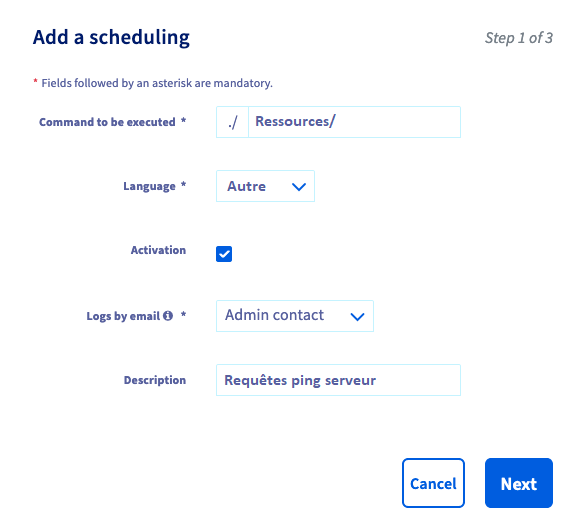 Add a scheduling
Step 1 of 3
* Fields followed by an asterisk are mandatory.
Command to be executed * ./ Ressources/
Language * Autre
Activation
Logs by email * Admin contact
Description Requêtes ping serveur
Cancel Next